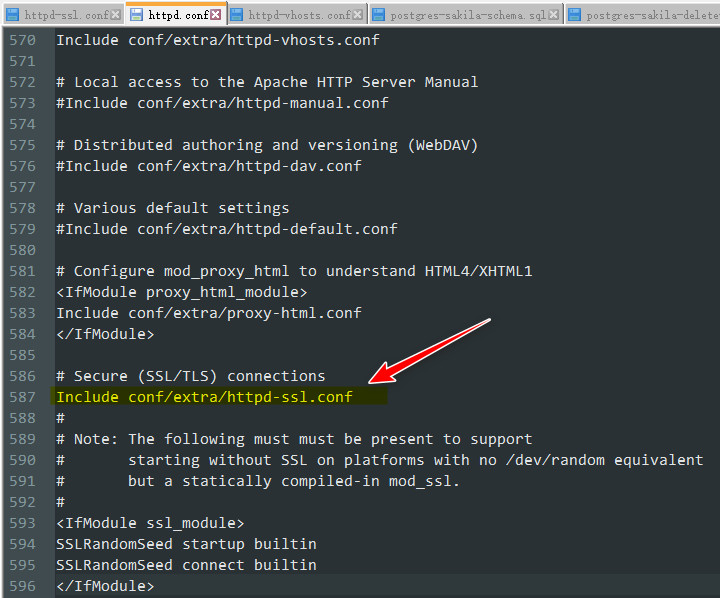 httpd-ssl.conf httpd.conf httpd-vhosts.conf postgres-sakila-schema.sql postgres-sakila-delete
570 Include conf/extra/httpd-vhosts.conf
571
572 # Local access to the Apache HTTP Server Manual
573 #Include conf/extra/httpd-manual.conf
574
575 # Distributed authoring and versioning (WebDAV)
576 #Include conf/extra/httpd-dav.conf
577
578 # Various default settings
579 #Include conf/extra/httpd-default.conf
580
581 # Configure mod_proxy_html to understand HTML4/XHTML1
582 <IfModule proxy_html_module>
583 Include conf/extra/proxy-html.conf
584 </IfModule>
585
586 # Secure (SSL/TLS) connections
587 Include conf/extra/httpd-ssl.conf
588 #
589 # Note: The following must must be present to support
590 #       starting without SSL on platforms with no /dev/random equivalent
591 #       but a statically compiled-in mod_ssl.
592 #
593 <IfModule ssl_module>
594 SSLRandomSeed startup builtin
595 SSLRandomSeed connect builtin
596 </IfModule>